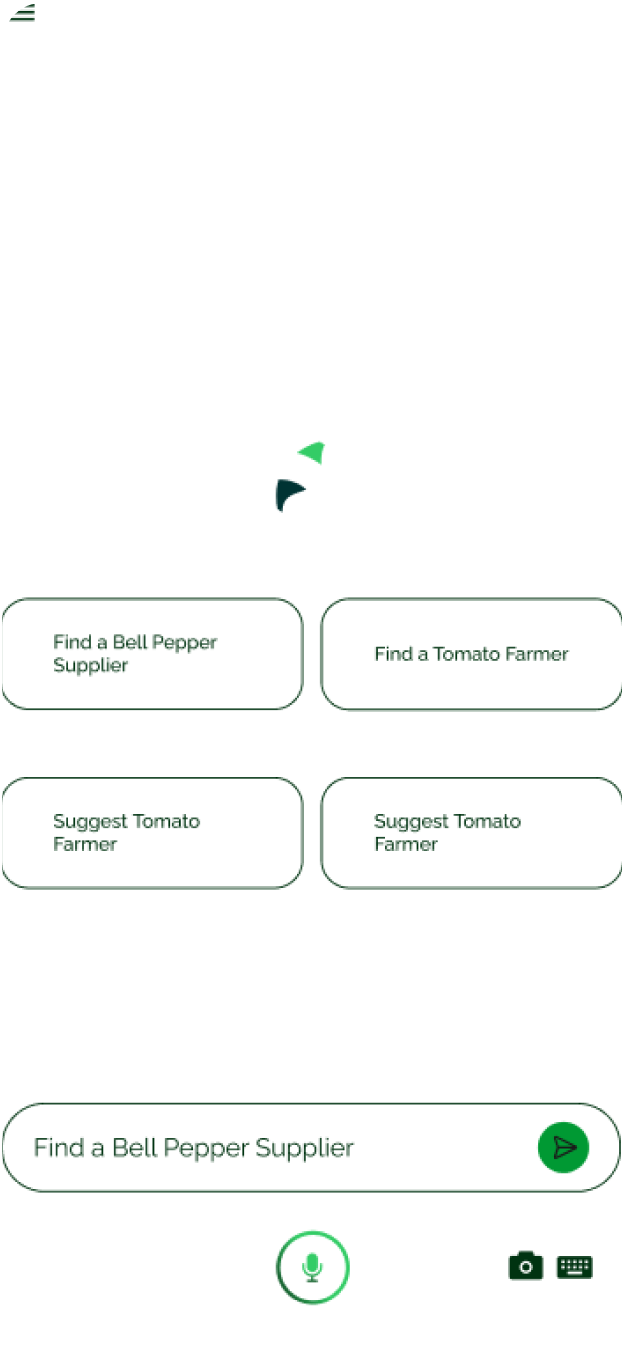 Find a Bell Pepper
Supplier
Find a Tomato Farmer
Suggest Tomato
Farmer
Suggest Tomato
Farmer
Find a Bell Pepper Supplier